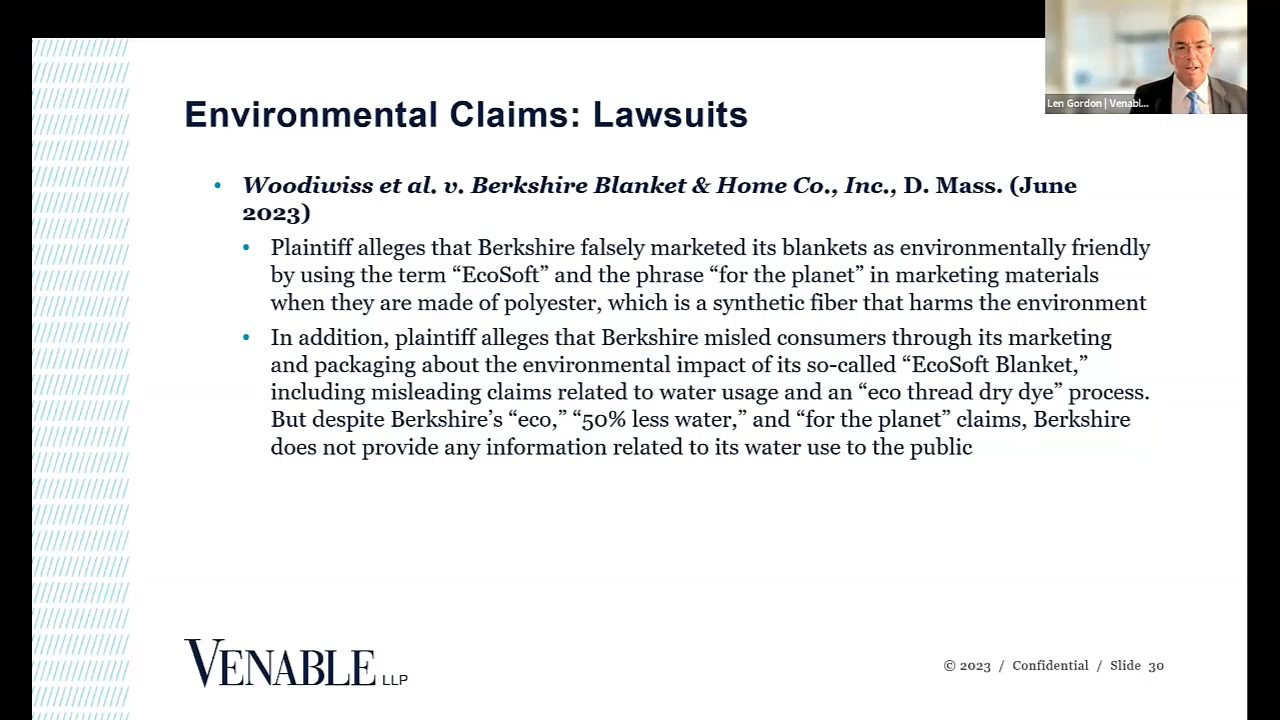 Len Gordon | Venabl...
Environmental Claims: Lawsuits
• Woodiwiss et al. v. Berkshire Blanket & Home Co., Inc., D. Mass. (June
2023)
• Plaintiff alleges that Berkshire falsely marketed its blankets as environmentally friendly
by using the term “EcoSoft” and the phrase “for the planet” in marketing materials
when they are made of polyester, which is a synthetic fiber that harms the environment
• In addition, plaintiff alleges that Berkshire misled consumers through its marketing
and packaging about the environmental impact of its so-called “EcoSoft Blanket,”
including misleading claims related to water usage and an “eco thread dry dye” process.
But despite Berkshire’s “eco,” “50% less water,” and “for the planet” claims, Berkshire
does not provide any information related to its water use to the public
VENABLE LLP
© 2023 / Confidential / Slide 30